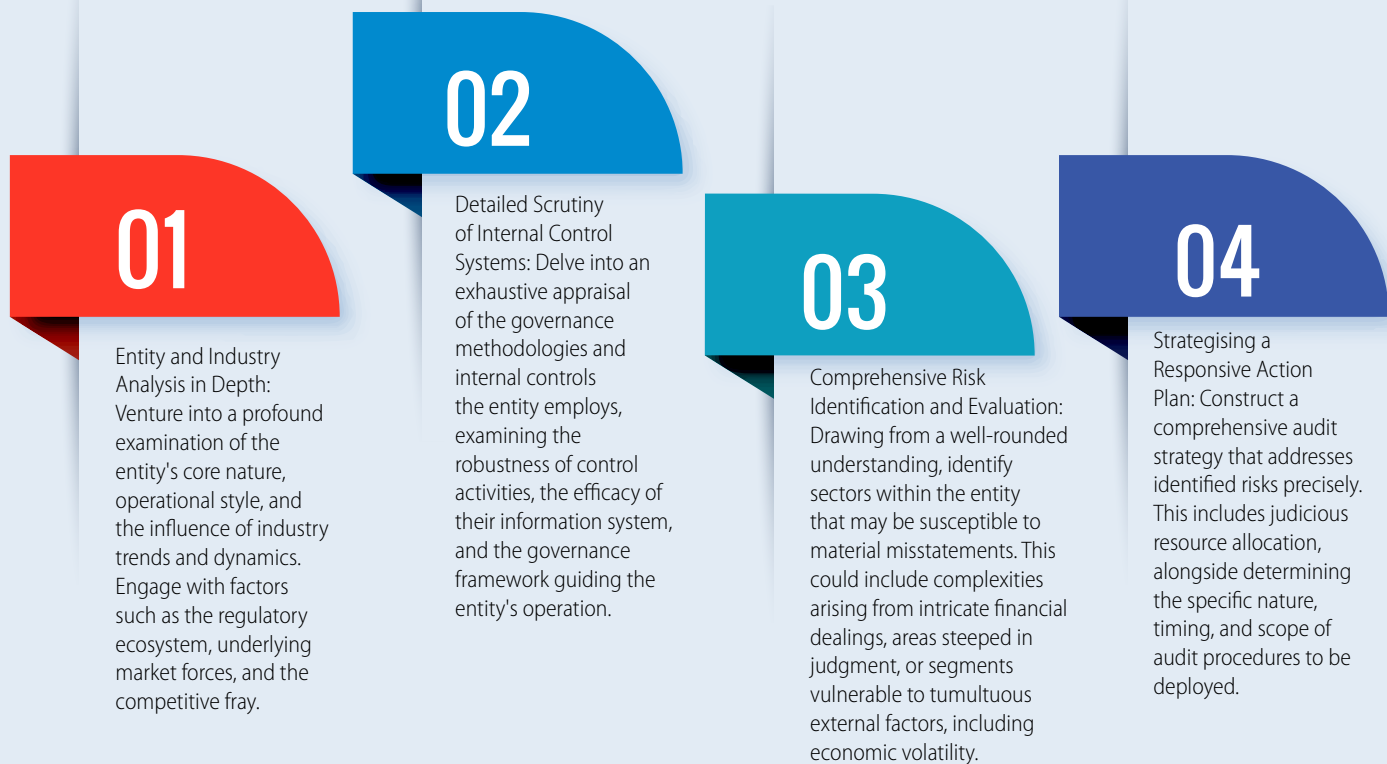 01
Entity and Industry
Analysis in Depth:
Venture into a profound
examination of the
entity's core nature,
operational style, and
the influence of industry
trends and dynamics.
Engage with factors
such as the regulatory
ecosystem, underlying
market forces, and the
competitive fray.
02
Detailed Scrutiny
of Internal Control
Systems: Delve into an
exhaustive appraisal
of the governance
methodologies and
internal controls
the entity employs,
examining the
robustness of control
activities, the efficacy of
their information system,
and the governance
framework guiding the
entity's operation.
03
Comprehensive Risk
Identification and Evaluation:
Drawing from a well-rounded
understanding, identify
sectors within the entity
that may be susceptible to
material misstatements. This
could include complexities
arising from intricate financial
dealings, areas steeped in
judgment, or segments
vulnerable to tumultuous
external factors, including
economic volatility.
04
Strategising a
Responsive Action
Plan: Construct a
comprehensive audit
strategy that addresses
identified risks precisely.
This includes judicious
resource allocation,
alongside determining
the specific nature,
timing, and scope of
audit procedures to be
deployed.